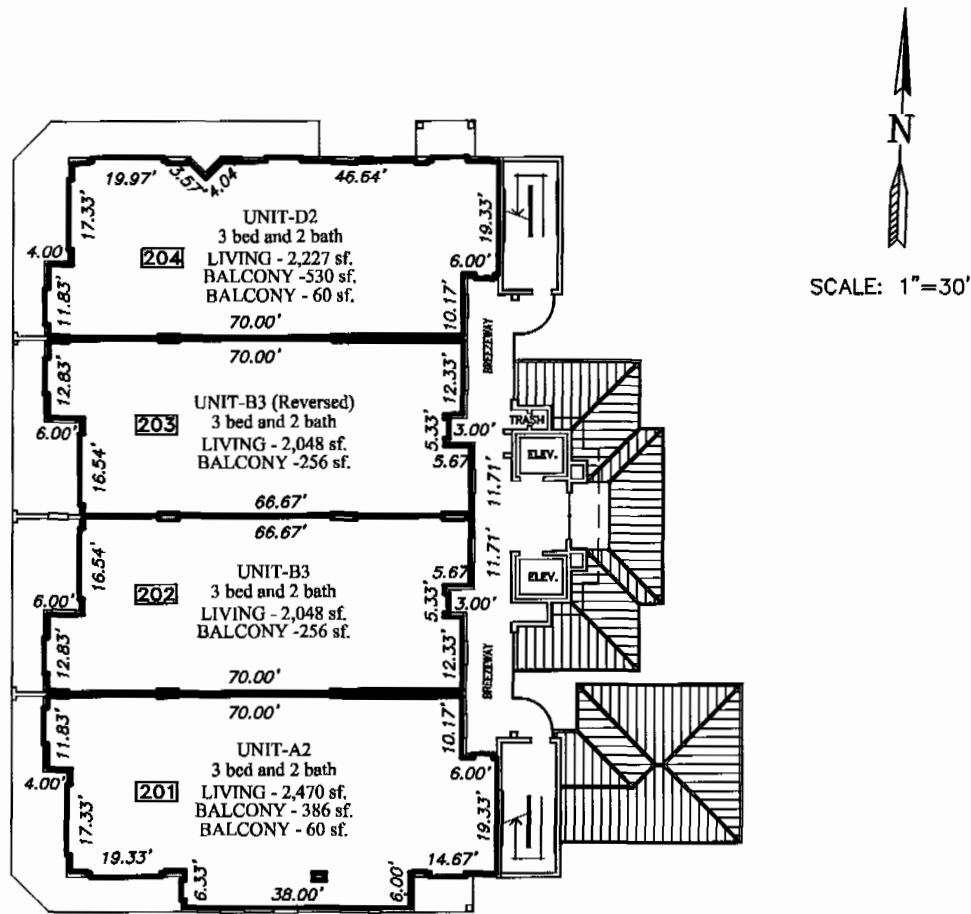 N
SCALE: 1"=30'
19.97'
3.57'
4.04
46.64'
17.33'
UNIT-D2
3 bed and 2 bath
19.33'
4.00
204
LIVING - 2,227 sf.
6.00'
BALCONY -530 sf.
BALCONY - 60 sf.
11.83'
10.17'
70.00'
BREEZEWAY
70.00'
12.83'
12.33'
UNIT-B3 (Reversed)
203
3 bed and 2 bath
TRASH
6.00'
5.33'
3.00'
LIVING - 2,048 sf.
BALCONY -256 sf.
5.67
ELEV.
16.54'
11.71'
66.67'
66.67'
16.54'
11.71'
UNIT-B3
5.67
ELEV.
3 bed and 2 bath
202
6.00'
5.33'
3.00'
LIVING - 2,048 sf.
BALCONY -256 sf.
12.83'
12.33'
BREEZEWAY
70.00'
70.00'
11.83'
10.17'
UNIT-A2
3 bed and 2 bath
6.00'
4.00'
201
LIVING - 2,470 sf.
BALCONY - 386 sf.
BALCONY - 60 sf.
17.33'
19.33'
19.33'
14.67'
6.33'
38.00'
6.00'